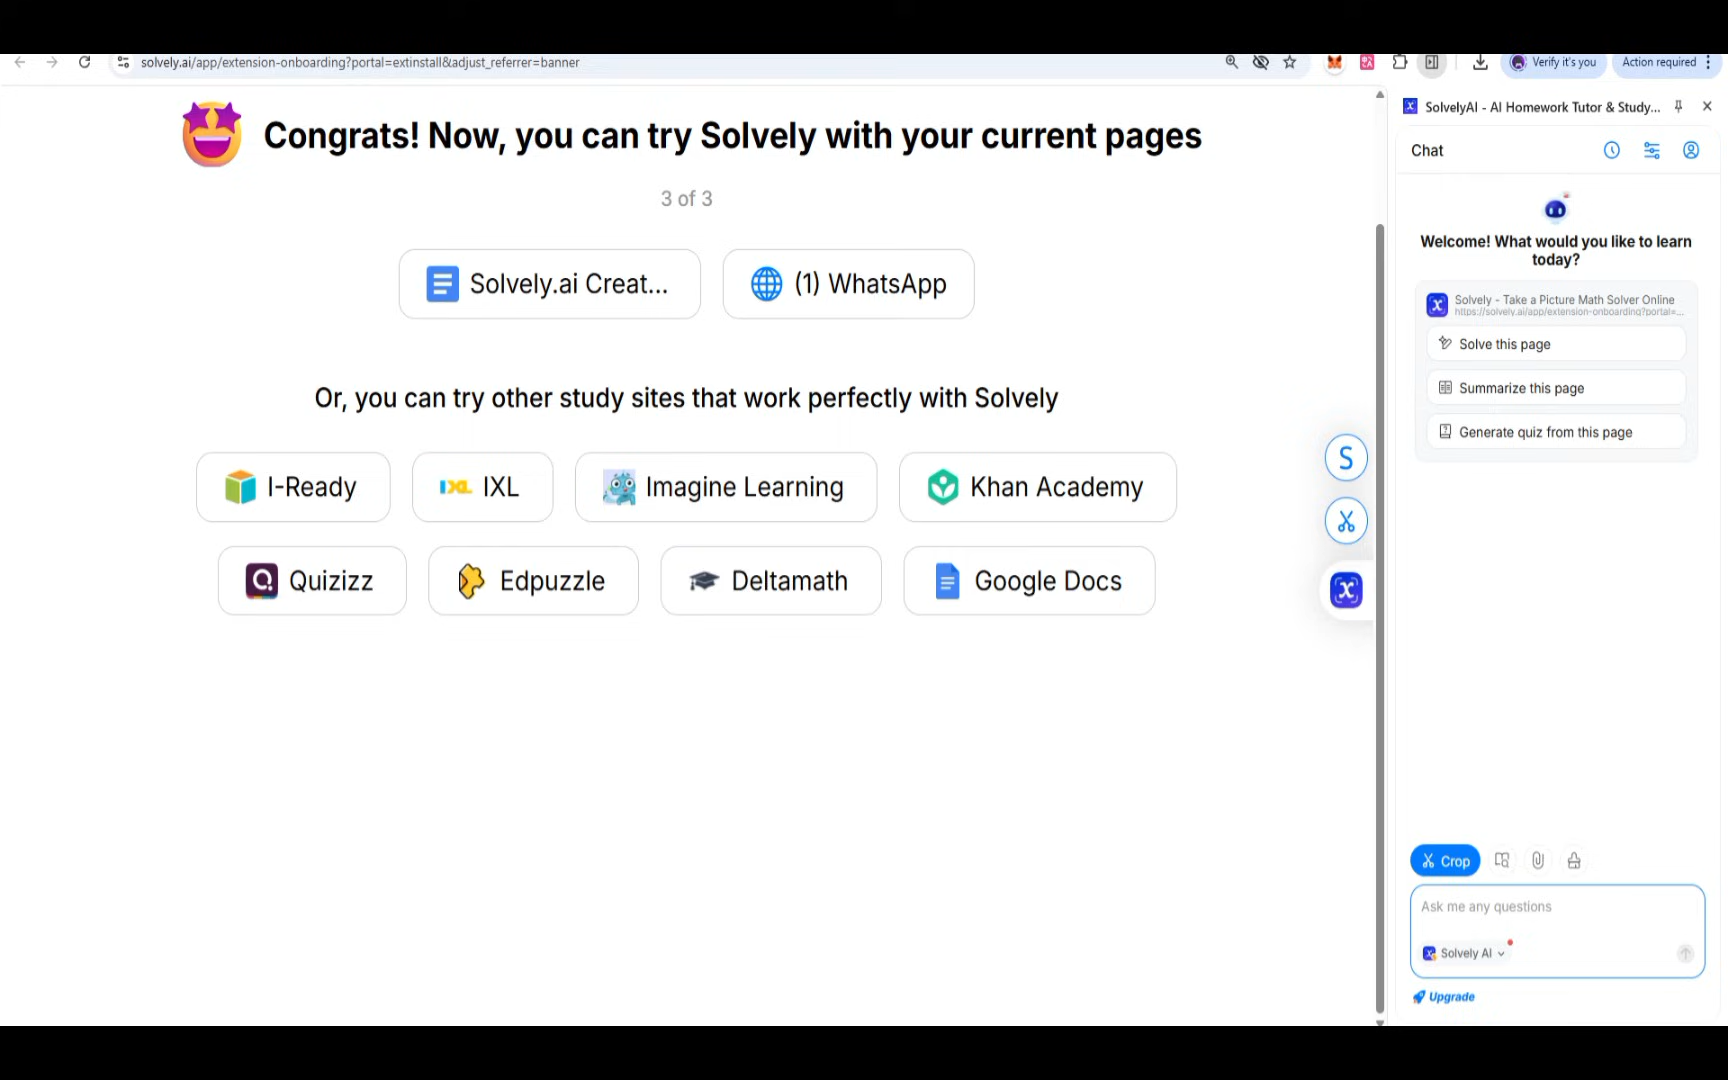 solvely.ai/app/extension-onboarding?portal=extinstall&adjust_referrer=banner
Verify it's you
Action required
Congrats! Now, you can try Solvely with your current pages
3 of 3
Solvely.ai Creat...
(1) WhatsApp
Or, you can try other study sites that work perfectly with Solvely
I-Ready
IXL IXL
Imagine Learning
Khan Academy
Quizizz
Edpuzzle
Deltamath
Google Docs
S
SolvelyAI - AI Homework Tutor & Study...
Chat
Welcome! What would you like to learn
today?
Solvely - Take a Picture Math Solver Online
https://solvely.ai/app/extension-onboarding?portal=...
Solve this page
Summarize this page
Generate quiz from this page
Crop
Ask me any questions
Solvely AI
Upgrade